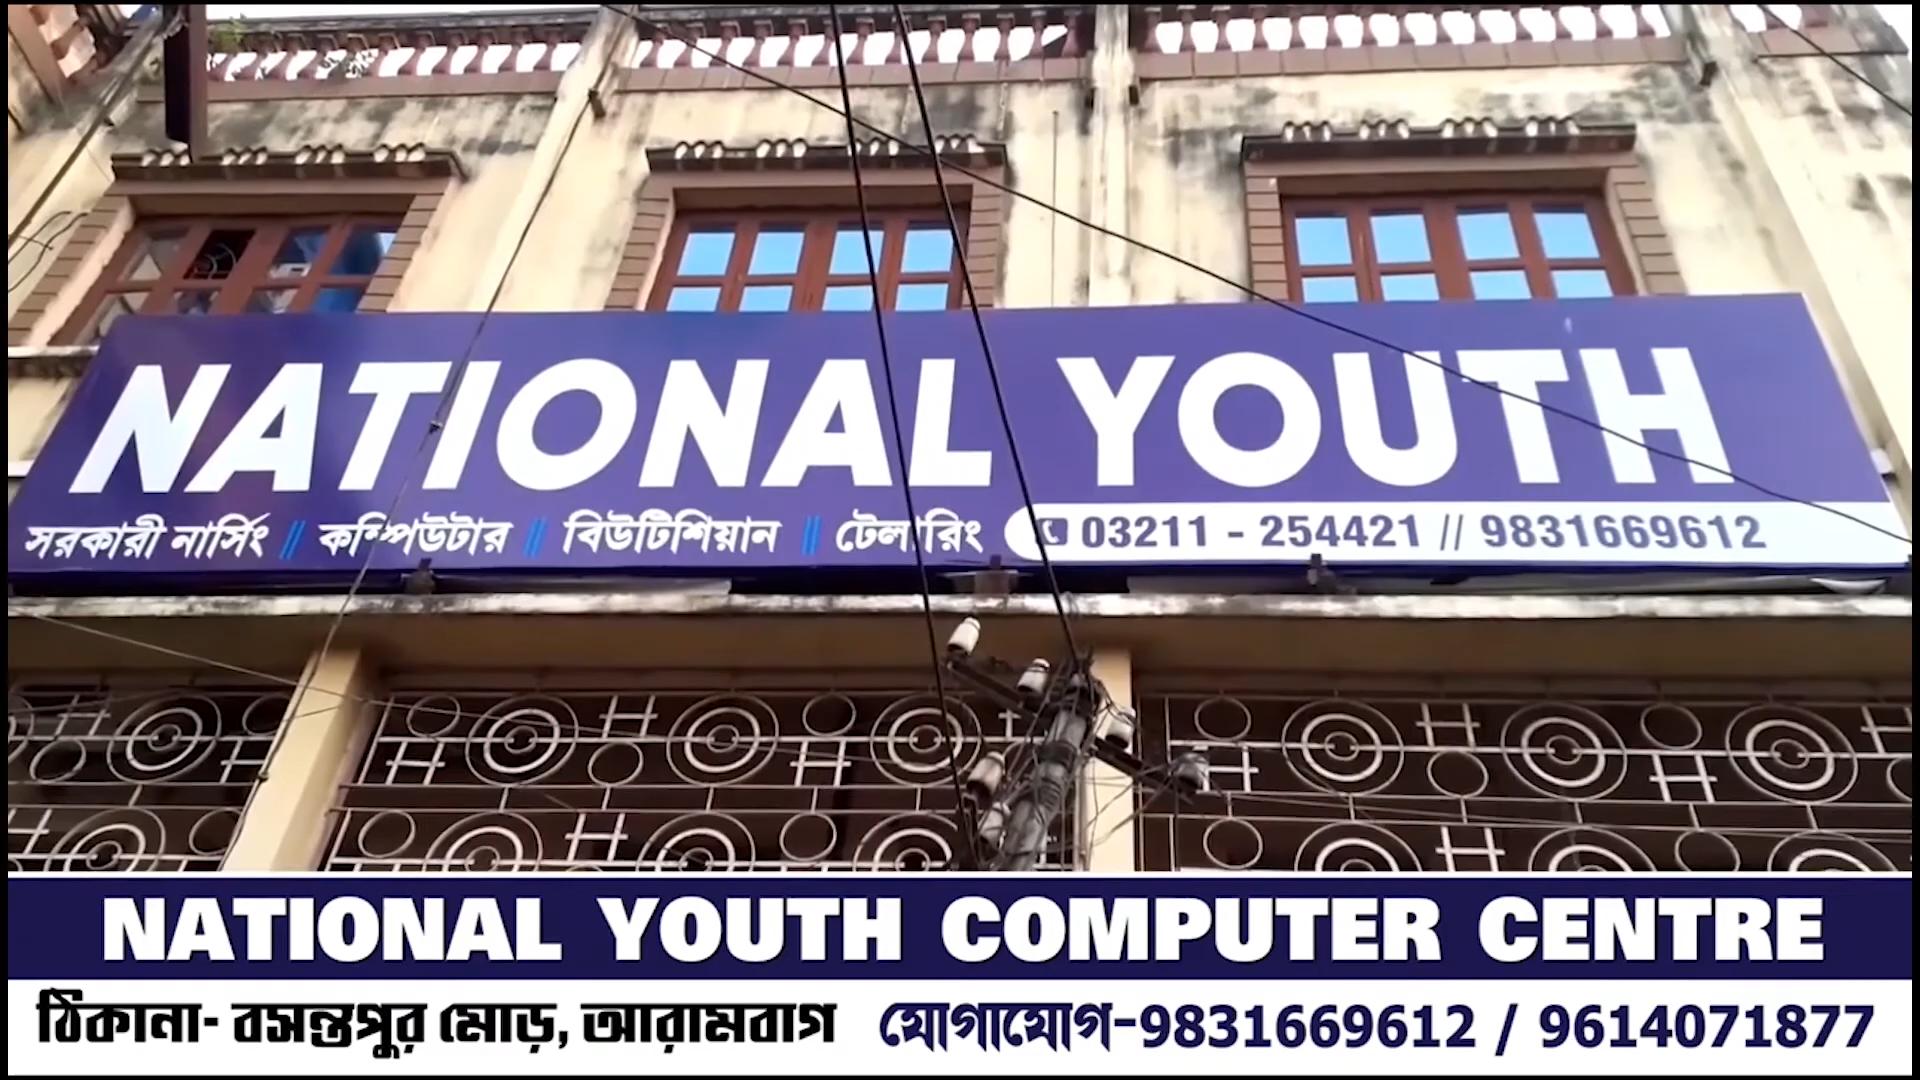 NATIONAL YOUTH
সরকারী নার্সিং // কম্পিউটার // বিউটিশিয়ান // টেলারিং 03211 - 254421 // 9831669612
NATIONAL YOUTH COMPUTER CENTRE
ঠিকানা- বসন্তপুর মোড়, আরামবাগ যোগাযোগ-9831669612 / 9614071877